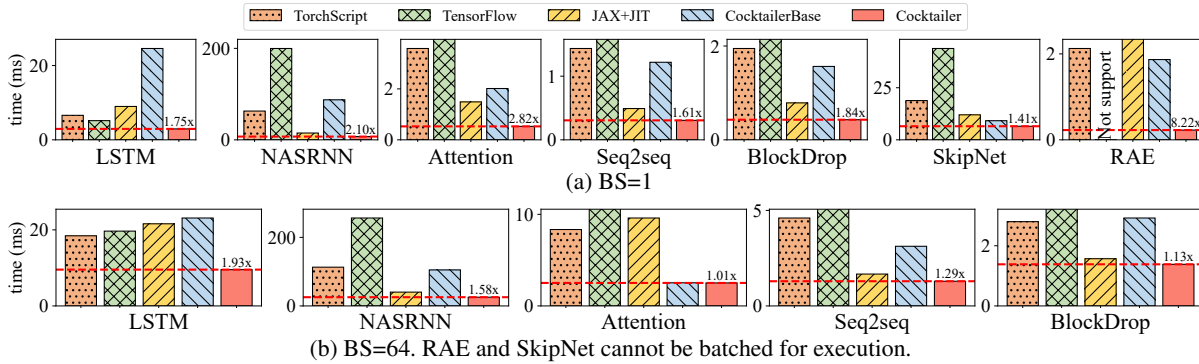 TorchScript TensorFlow JAX+JIT CocktailerBase Cocktailer
time (ms)
20
0
1.75x
LSTM
200
0
2.10x
NASRNN
2
0
2.82x
Attention
1
0
1.61x
Seq2seq
2
0
1.84x
BlockDrop
25
0
1.41x
SkipNet
2
0
Not support
8.22x
RAE
(a) BS=1
time (ms)
20
0
1.93x
LSTM
200
0
1.58x
NASRNN
10
0
1.01x
Attention
5
0
1.29x
Seq2seq
2
0
1.13x
BlockDrop
(b) BS=64. RAE and SkipNet cannot be batched for execution.